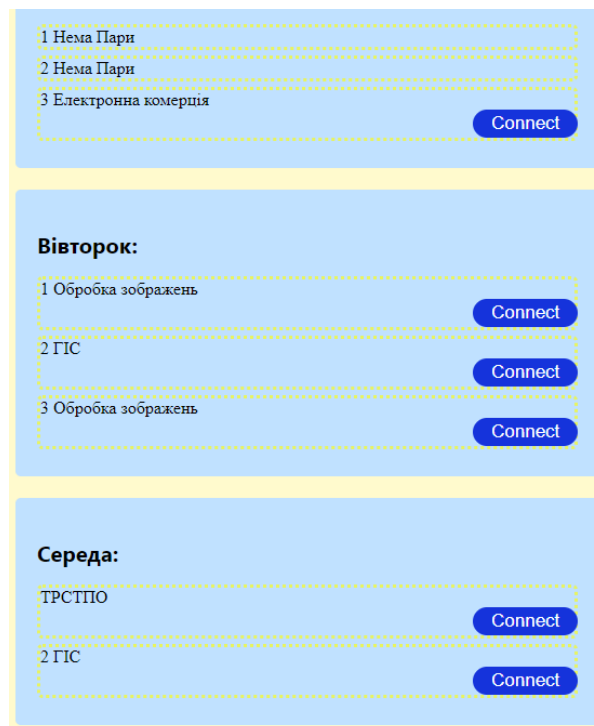 1 Нема Пари
2 Нема Пари
3 Електронна комерція
Connect
Вівторок:
1 Обробка зображень
Connect
2 ГІС
Connect
3 Обробка зображень
Connect
Середа:
ТРСТПО
Connect
2 ГІС
Connect